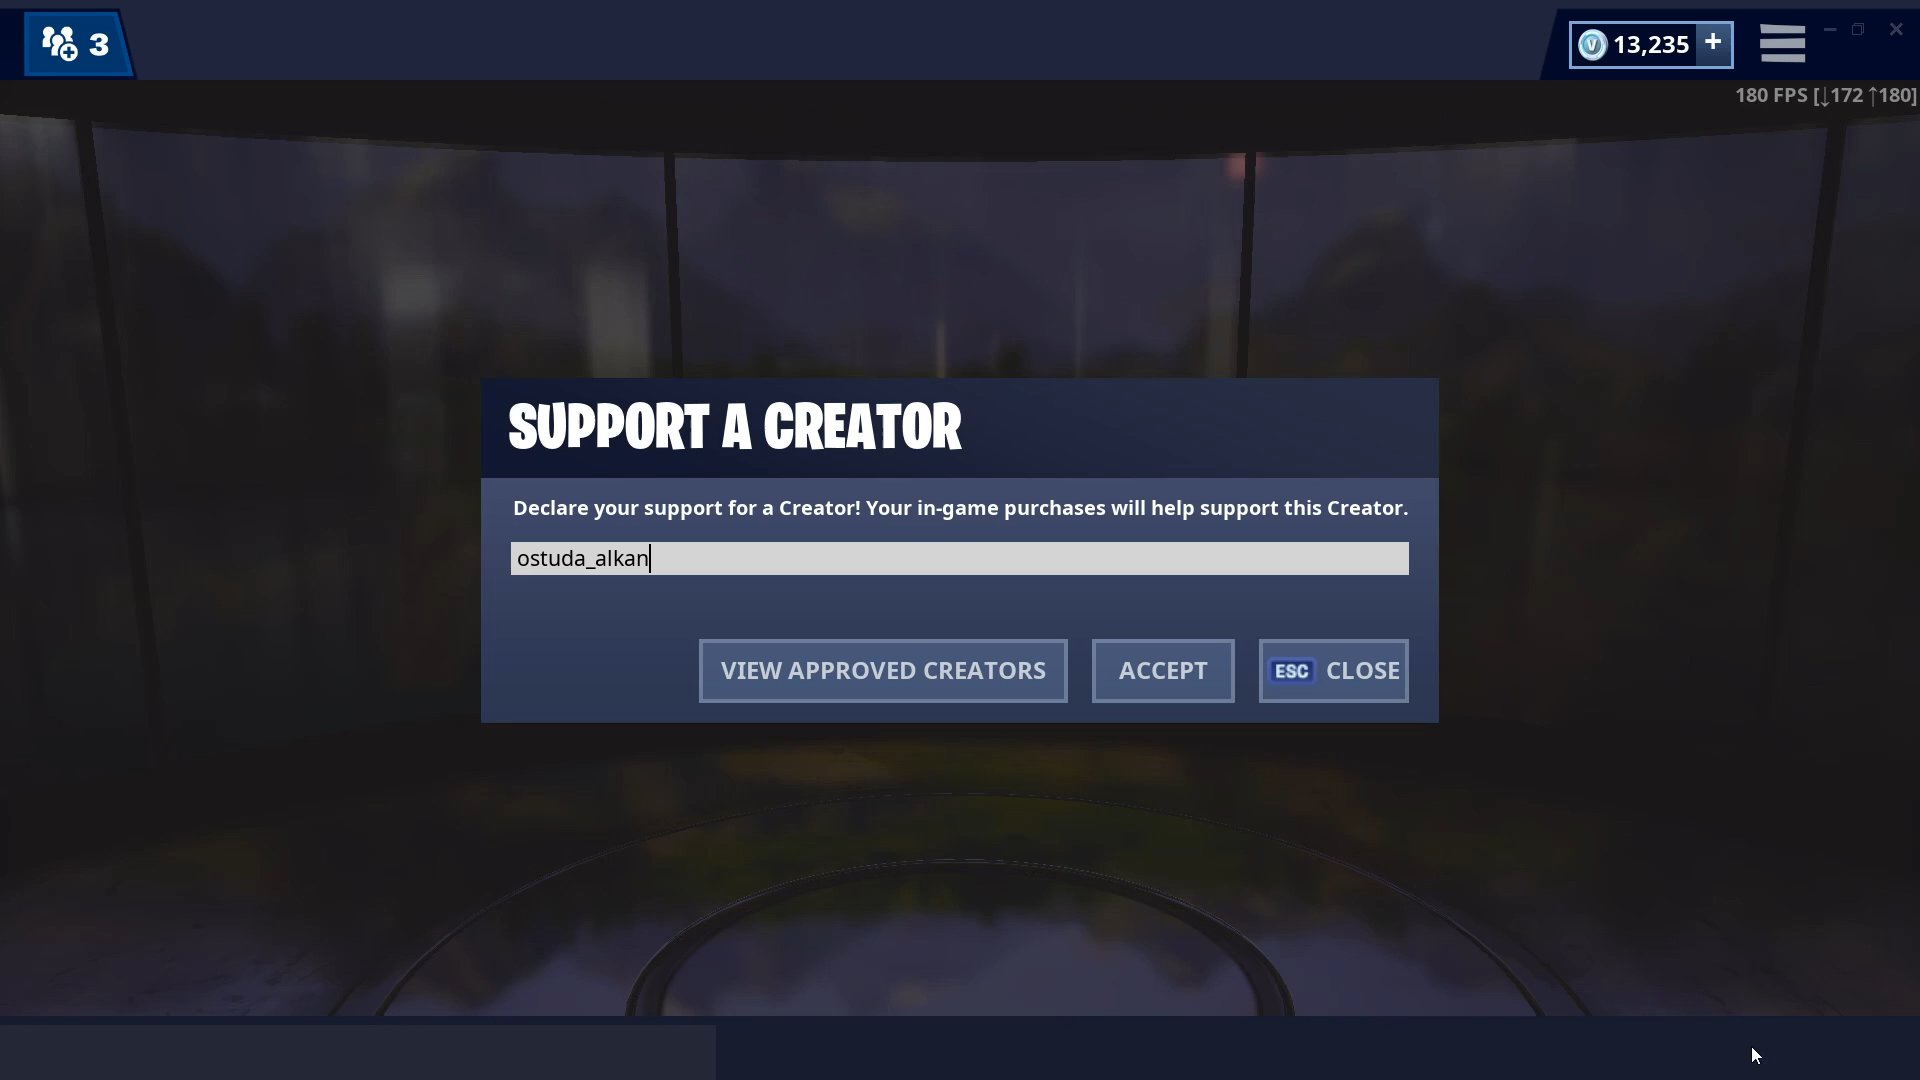 3
13,235 +
180 FPS [↓172 ↑180]
SUPPORT A CREATOR
Declare your support for a Creator! Your in-game purchases will help support this Creator.
ostuda_alkan
VIEW APPROVED CREATORS
ACCEPT
ESC CLOSE